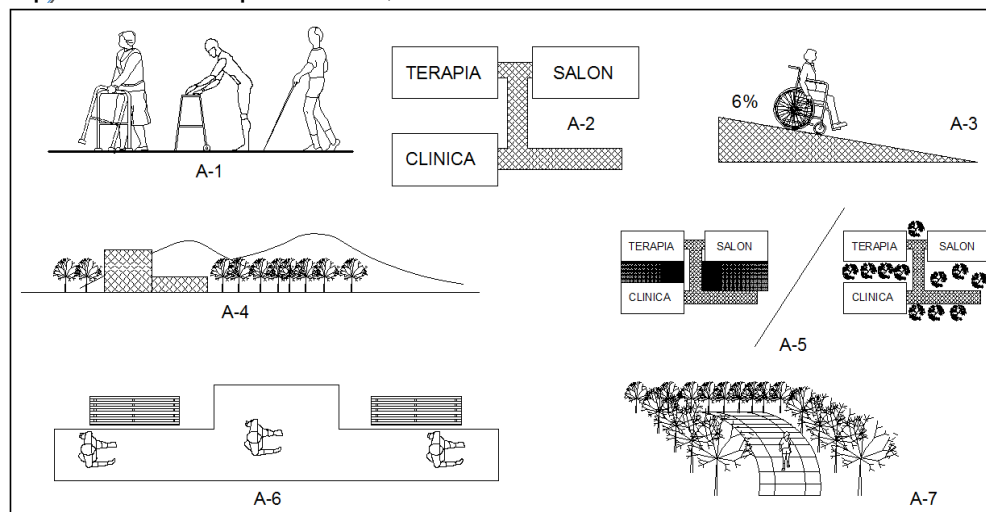 TERAPIA SALON
A-2
CLINICA
A-1
6%
A-3
A-4
TERAPIA SALON
CLINICA
TERAPIA SALON
CLINICA
A-5
A-6
A-7